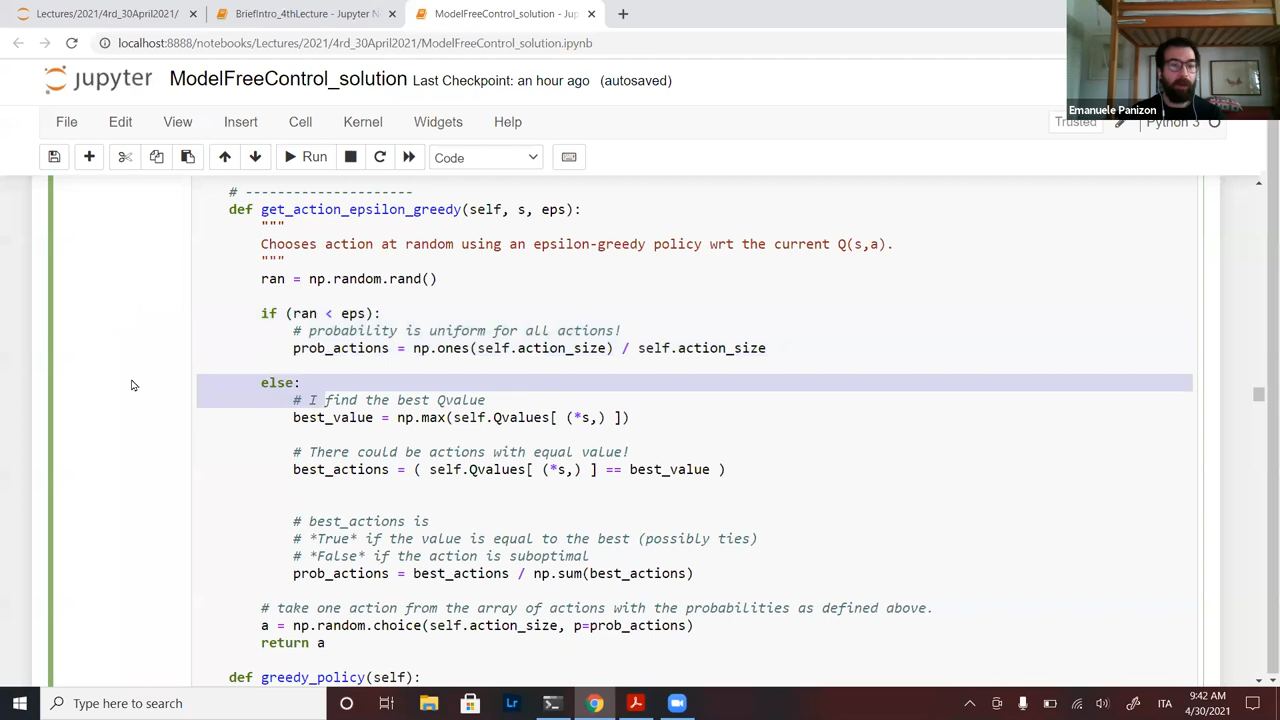 Lectures/2021/4rd_30April2021/
BriefIntro_4thLecture - Jupyter N
ModelFreeControl_solution - Jup
localhost:8888/notebooks/Lectures/2021/4rd_30April2021/ModelFreeControl_solution.ipynb
Emanuele Panizon
jupyter
ModelFreeControl_solution
Last Checkpoint: an hour ago (autosaved)
File Edit View Insert Cell Kernel Widgets Help
Trusted
Python 3
Run
Code
# ---------------------
def get_action_epsilon_greedy(self, s, eps):
"""
Chooses action at random using an epsilon-greedy policy wrt the current Q(s,a).
"""
ran = np.random.rand()
if (ran < eps):
# probability is uniform for all actions!
prob_actions = np.ones(self.action_size) / self.action_size
else:
# I find the best Qvalue
best_value = np.max(self.Qvalues[ (*s,) ])
# There could be actions with equal value!
best_actions = ( self.Qvalues[ (*s,) ] == best_value )
# best_actions is
# *True* if the value is equal to the best (possibly ties)
# *False* if the action is suboptimal
prob_actions = best_actions / np.sum(best_actions)
# take one action from the array of actions with the probabilities as defined above.
a = np.random.choice(self.action_size, p=prob_actions)
return a
def greedy_policy(self):
Type here to search
ITA
9:42 AM
4/30/2021